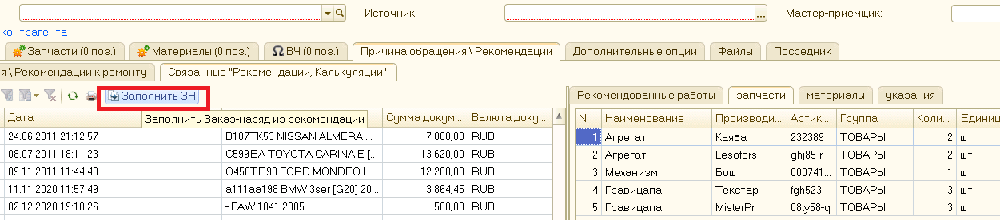 Источник: Мастер-приемщик:
контрагента
Запчасти (0 поз.) Материалы (0 поз.) ВЧ (0 поз.) Причина обращения \ Рекомендации Дополнительные опции Файлы Посредник
я \ Рекомендации к ремонту Связанные "Рекомендации, Калькуляции"
Заполнить ЗН
Заполнить Заказ-наряд из рекомендации
Дата Сумма докум... Валюта доку...
24.06.2011 21:12:57 B187TK53 NISSAN ALMERA ... 7 000,00 RUB
08.07.2011 18:11:23 C599EA TOYOTA CARINA E [... 13 620,00 RUB
09.11.2011 11:44:48 O450TE98 FORD MONDEO I ... 12 200,00 RUB
11.11.2020 11:57:49 a111aa198 BMW 3ser [G20] 20... 3 864,45 RUB
02.12.2020 19:10:26 - FAW 1041 2005 500,00 RUB
Рекомендованные работы запчасти материалы указания
N Наименование Производи... Артик... Группа Коли... Единиц
1 Агрегат Каяба 232389 ТОВАРЫ 2 шт
2 Агрегат Lesofors ghj85-r ТОВАРЫ 2 шт
3 Механизм Бош 000741... ТОВАРЫ 1 шт
4 Гравицапа Текстар fgh523 ТОВАРЫ 3 шт
5 Гравицапа MisterPr 08ty58-q ТОВАРЫ 3 шт